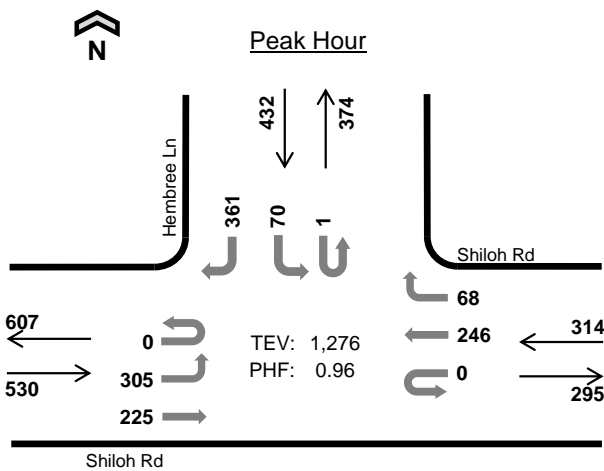 N
Peak Hour
432
374
Hembree Ln
361
70
1
Shiloh Rd
68
607
0
TEV: 1,276
246
314
530
305
PHF: 0.96
0
295
225
Shiloh Rd